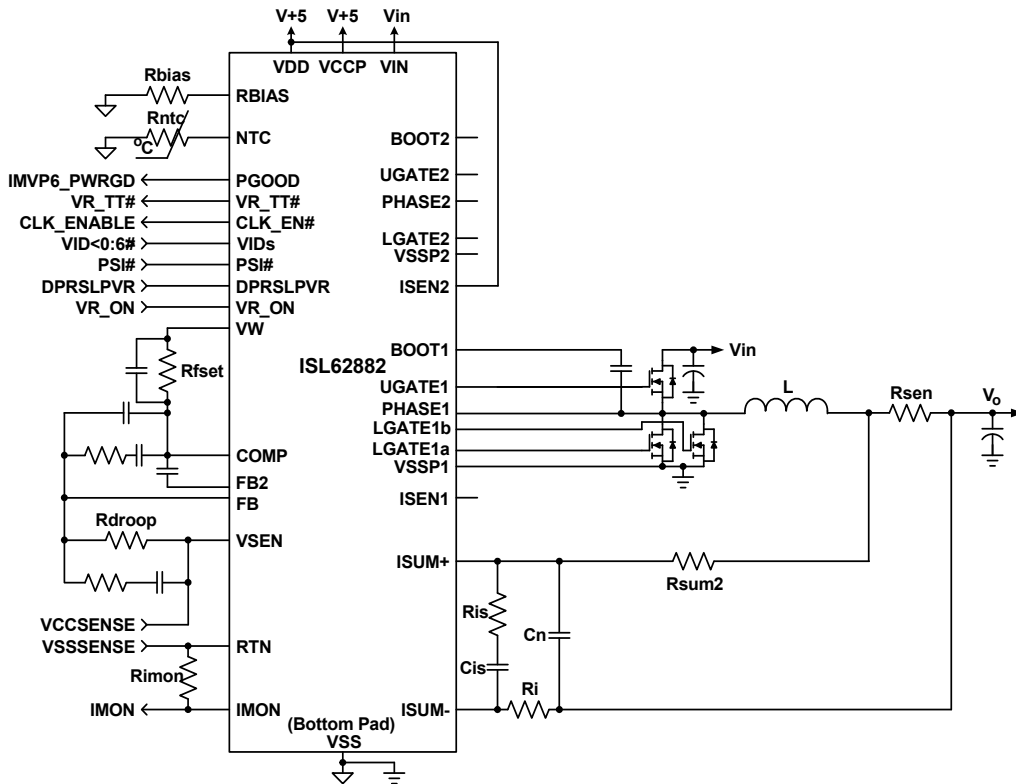 V+5 V+5 Vin
VDD VCCP VIN
Rbias
RBIAS
Rntc
°C
NTC
BOOT2
IMVP6_PWRGD PGOOD
UGATE2
VR_TT# VR_TT#
PHASE2
CLK_ENABLE CLK_EN#
VID<0:6# VIDs
LGATE2
VSSP2
PSI# PSI#
DPRSLPVR DPRSLPVR
ISEN2
VR_ON VR_ON
VW
ISL62882
BOOT1
Vin
Rfset
UGATE1
L
Rsen
Vo
PHASE1
LGATE1b
LGATE1a
COMP
VSSP1
FB2
FB
ISEN1
Rdroop
VSEN
ISUM+
Rsum2
Ris
VCCSENSE
Cn
VSSSENSE RTN
Rimon
Cis
Ri
IMON IMON
ISUM-
(Bottom Pad)
VSS